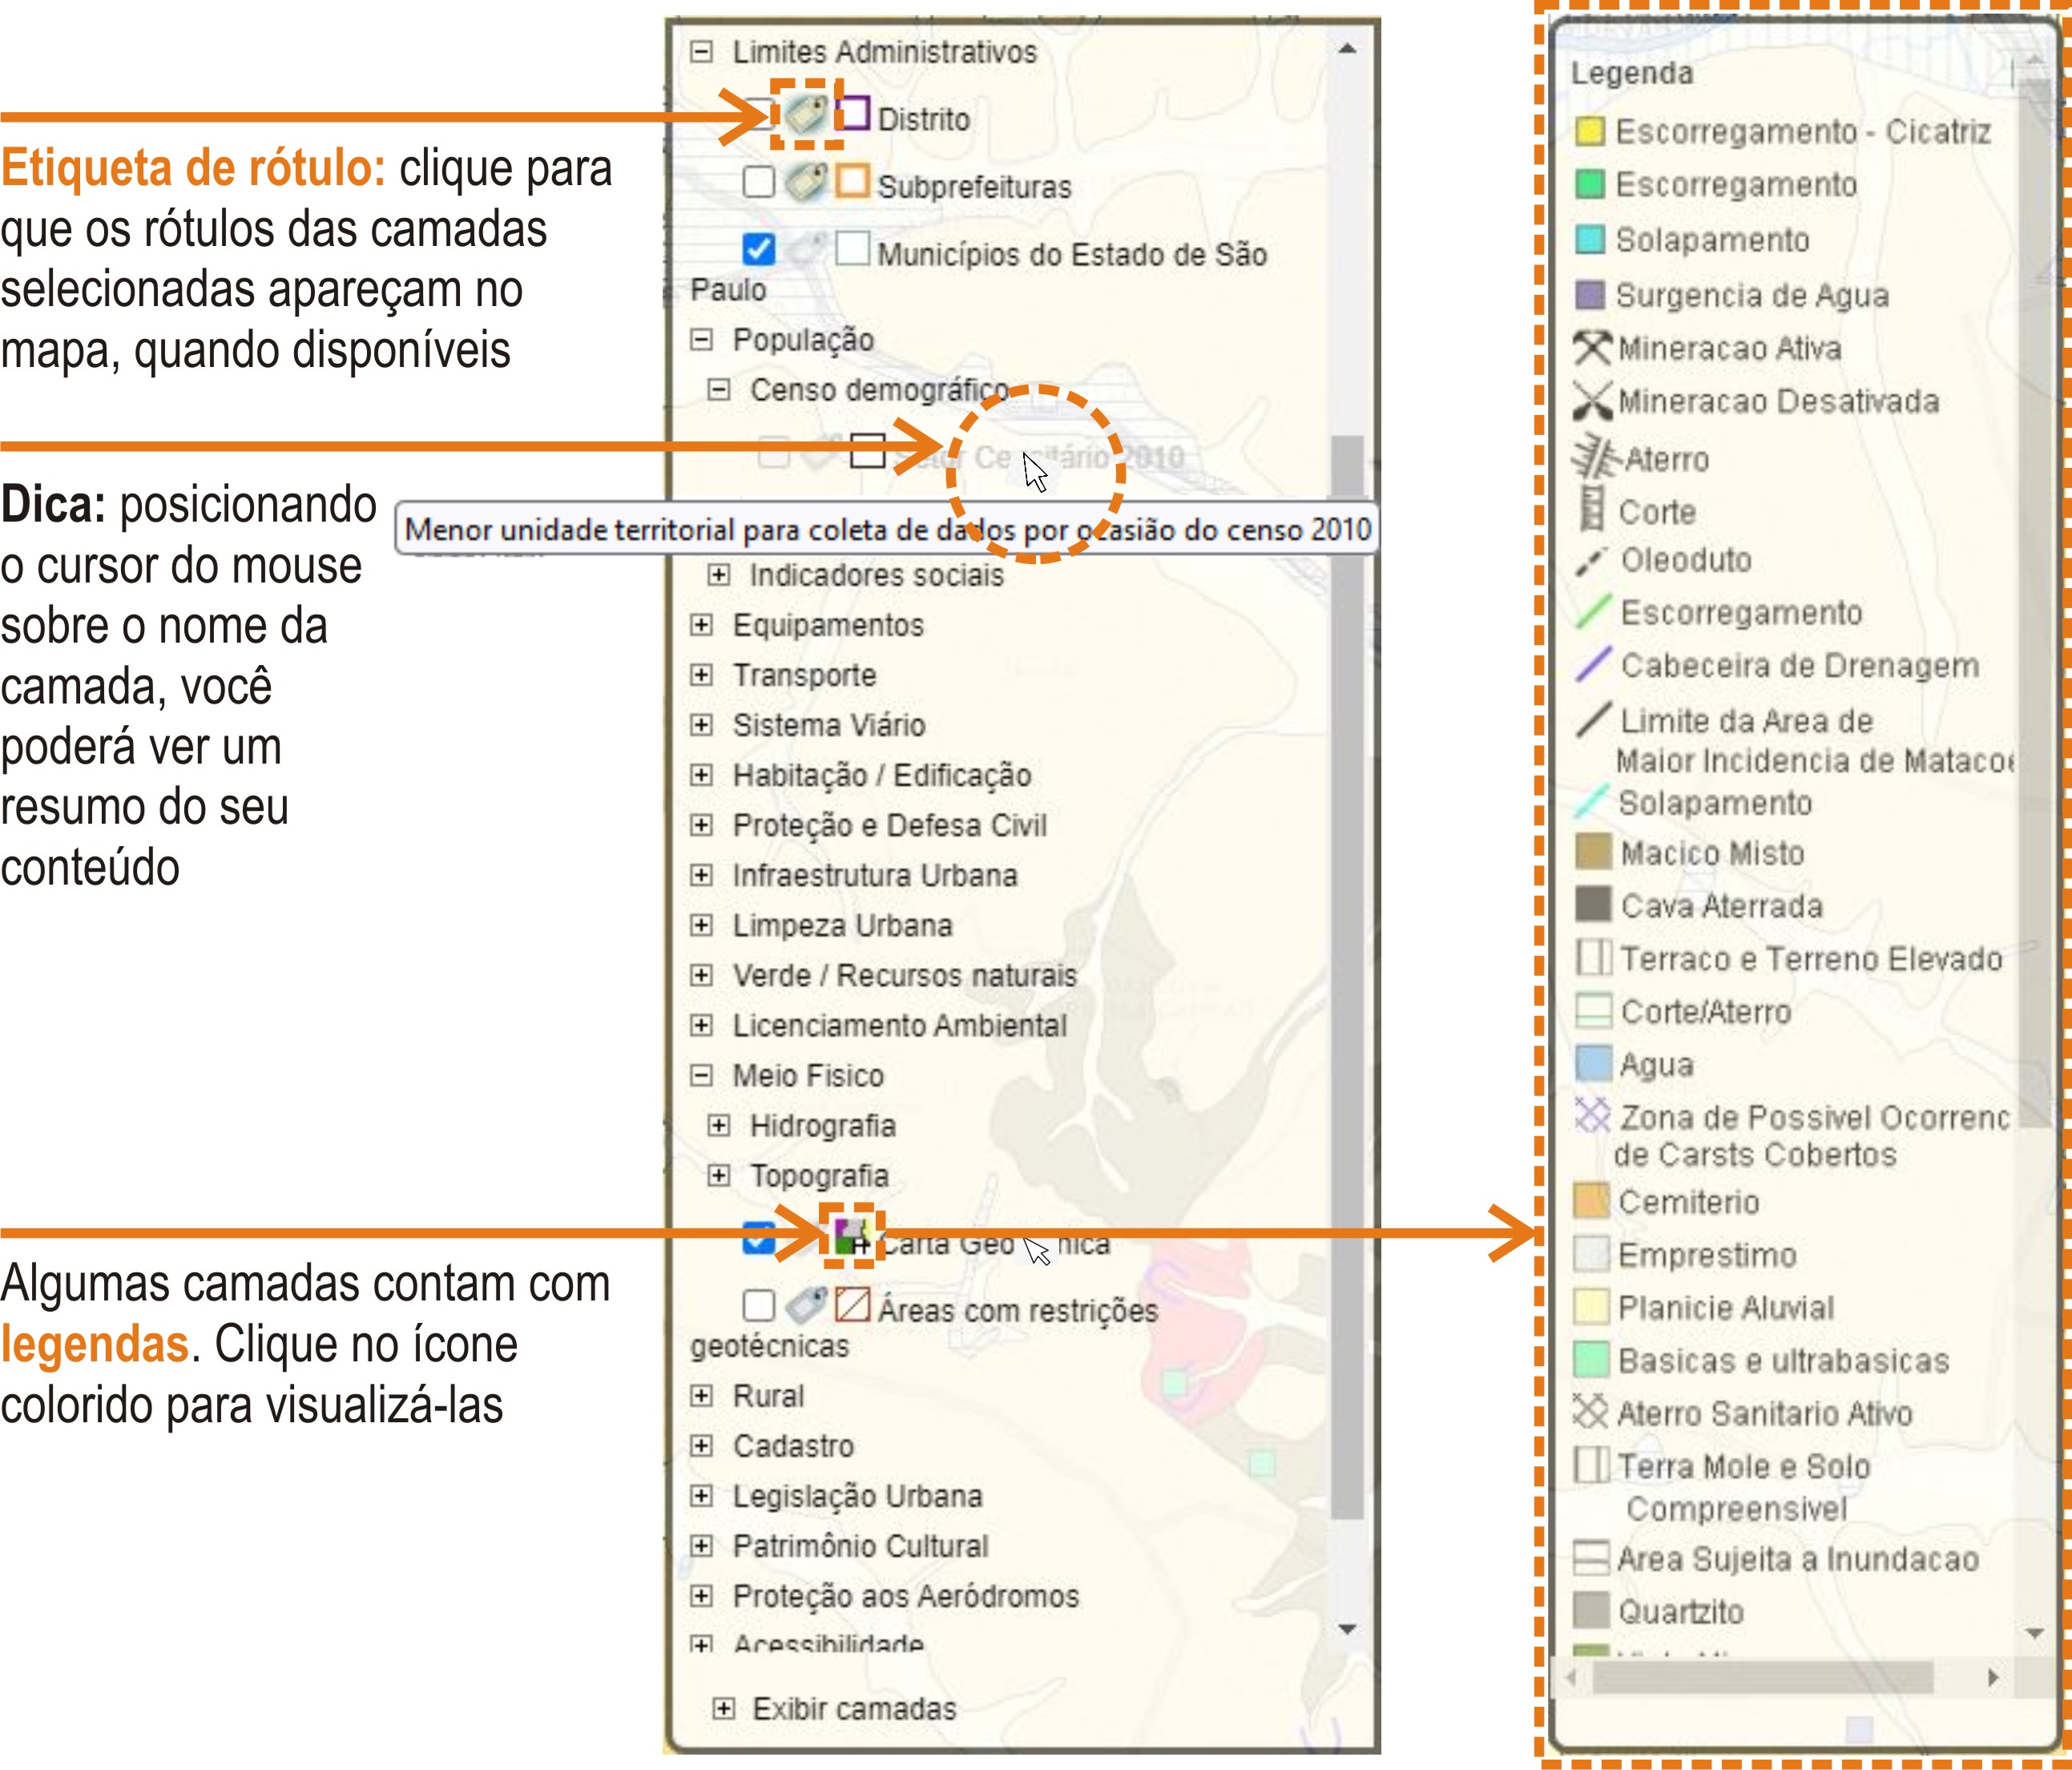 Etiqueta de rótulo: clique para
que os rótulos das camadas
selecionadas apareçam no
mapa, quando disponíveis
Dica: posicionando
o cursor do mouse
sobre o nome da
camada, você
poderá ver um
resumo do seu
conteúdo
Algumas camadas contam com
legendas. Clique no ícone
colorido para visualizá-las
Limites Administrativos
Distrito
Subprefeituras
Municípios do Estado de São
Paulo
População
Censo demográfico
2010
Menor unidade territorial para coleta de dados por ocasião do censo 2010
Indicadores sociais
Equipamentos
Transporte
Sistema Viário
Habitação / Edificação
Proteção e Defesa Civil
Infraestrutura Urbana
Limpeza Urbana
Verde / Recursos naturais
Licenciamento Ambiental
Meio Fisico
Hidrografia
Topografia
Carta
Áreas com restrições
geotécnicas
Rural
Cadastro
Legislação Urbana
Patrimônio Cultural
Proteção aos Aeródromos
Acessibilidade
Exibir camadas
Legenda
Escorregamento - Cicatriz
Escorregamento
Solapamento
Surgencia de Agua
Mineracao Ativa
Mineracao Desativada
Aterro
Corte
Oleoduto
Escorregamento
Cabeceira de Drenagem
Limite da Area de
Maior Incidencia de Matacoe
Solapamento
Macico Misto
Cava Aterrada
Terraco e Terreno Elevado
Corte/Aterro
Agua
Zona de Possivel Ocorrenc
de Carsts Cobertos
Cemiterio
Emprestimo
Planicie Aluvial
Basicas e ultrabasicas
Aterro Sanitario Ativo
Terra Mole e Solo
Compreensivel
Area Sujeita a Inundacao
Quartzito